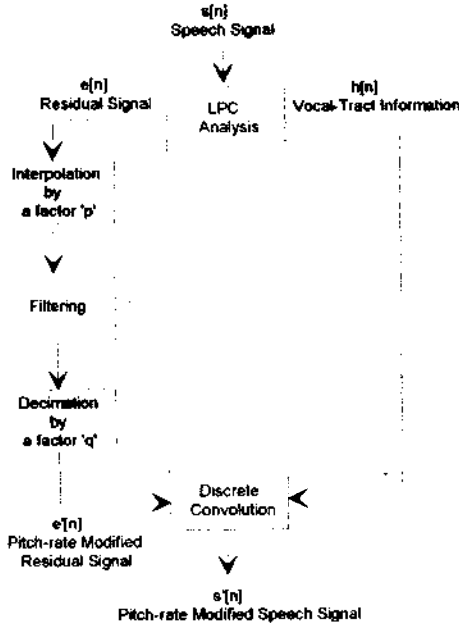 s[n]
Speech Signal
e[n]
Residual Signal
LPC
Analysis
h[n]
Vocal-Tract Information
Interpolation
by
a factor 'p'
Filtering
Decimation
by
a factor 'q'
Discrete
Convolution
e'[n]
Pitch-rate Modified
Residual Signal
s'[n]
Pitch-rate Modified Speech Signal